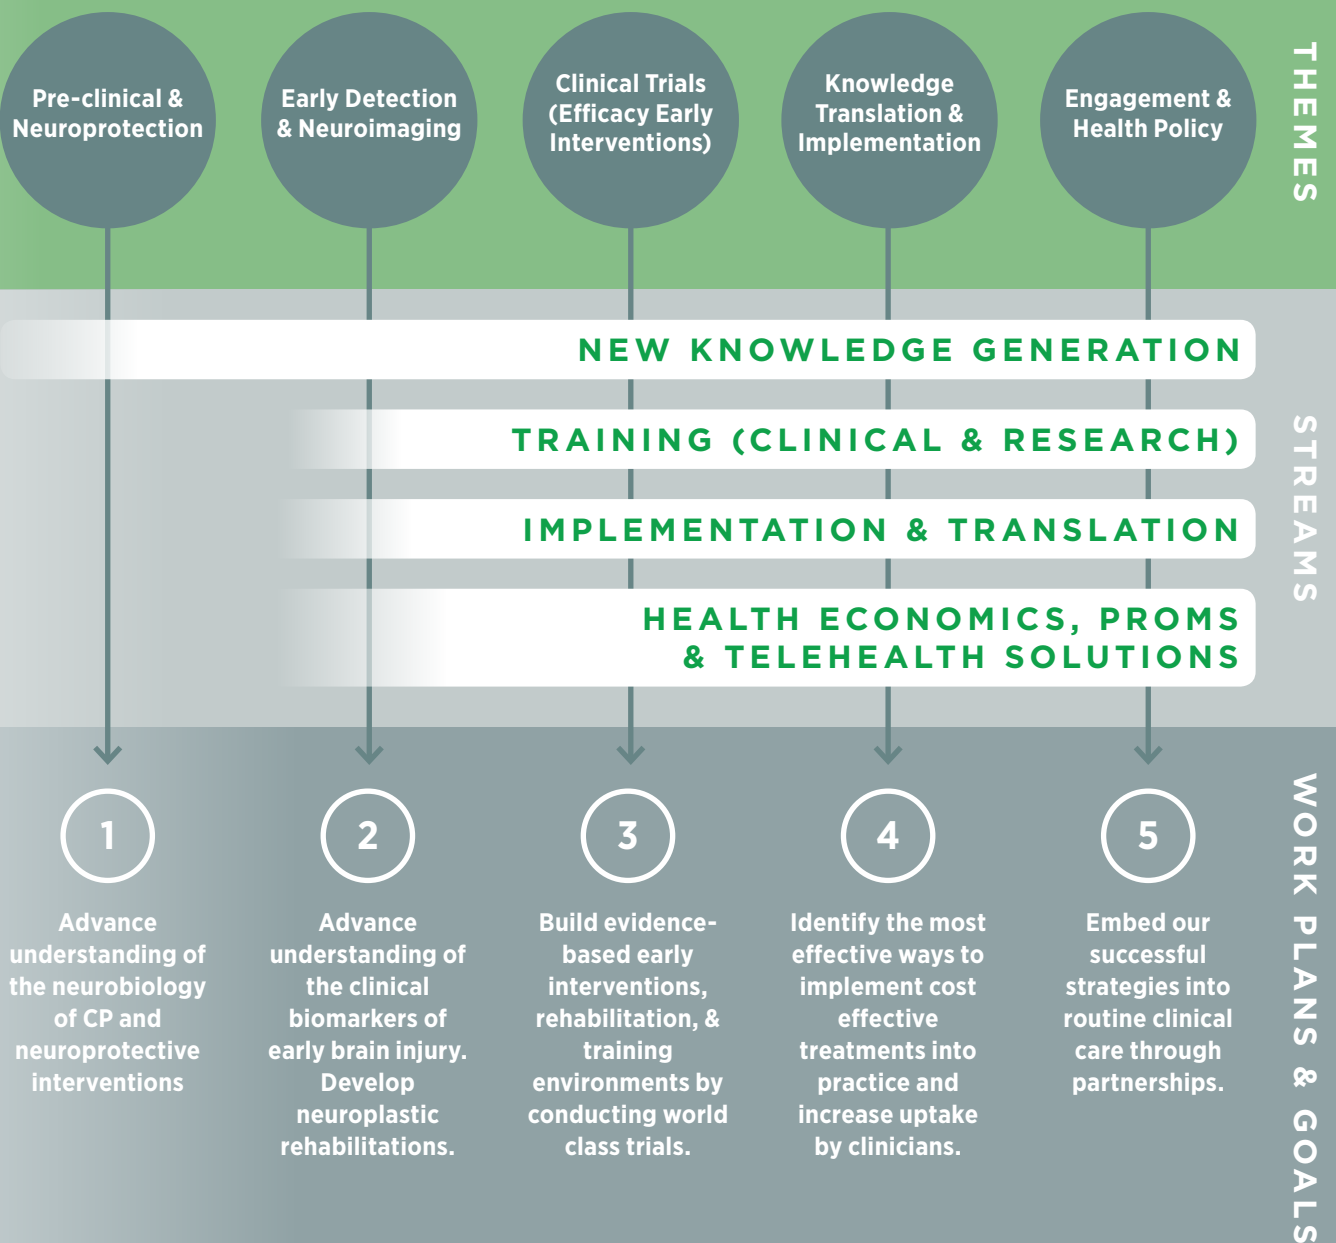 Pre-clinical &
Neuroprotection
Early Detection
& Neuroimaging
Clinical Trials
(Efficacy Early
Interventions)
Knowledge
Translation &
Implementation
Engagement &
Health Policy
THEMES
NEW KNOWLEDGE GENERATION
TRAINING (CLINICAL & RESEARCH)
IMPLEMENTATION & TRANSLATION
HEALTH ECONOMICS, PROMS
& TELEHEALTH SOLUTIONS
STREAMS
1
Advance
understanding of
the neurobiology
of CP and
neuroprotective
interventions
2
Advance
understanding of
the clinical
biomarkers of
early brain injury.
Develop
neuroplastic
rehabilitations.
3
Build evidence-
based early
interventions,
rehabilitation, &
training
environments by
conducting world
class trials.
4
Identify the most
effective ways to
implement cost
effective
treatments into
practice and
increase uptake
by clinicians.
5
Embed our
successful
strategies into
routine clinical
care through
partnerships.
WORK PLANS & GOALS